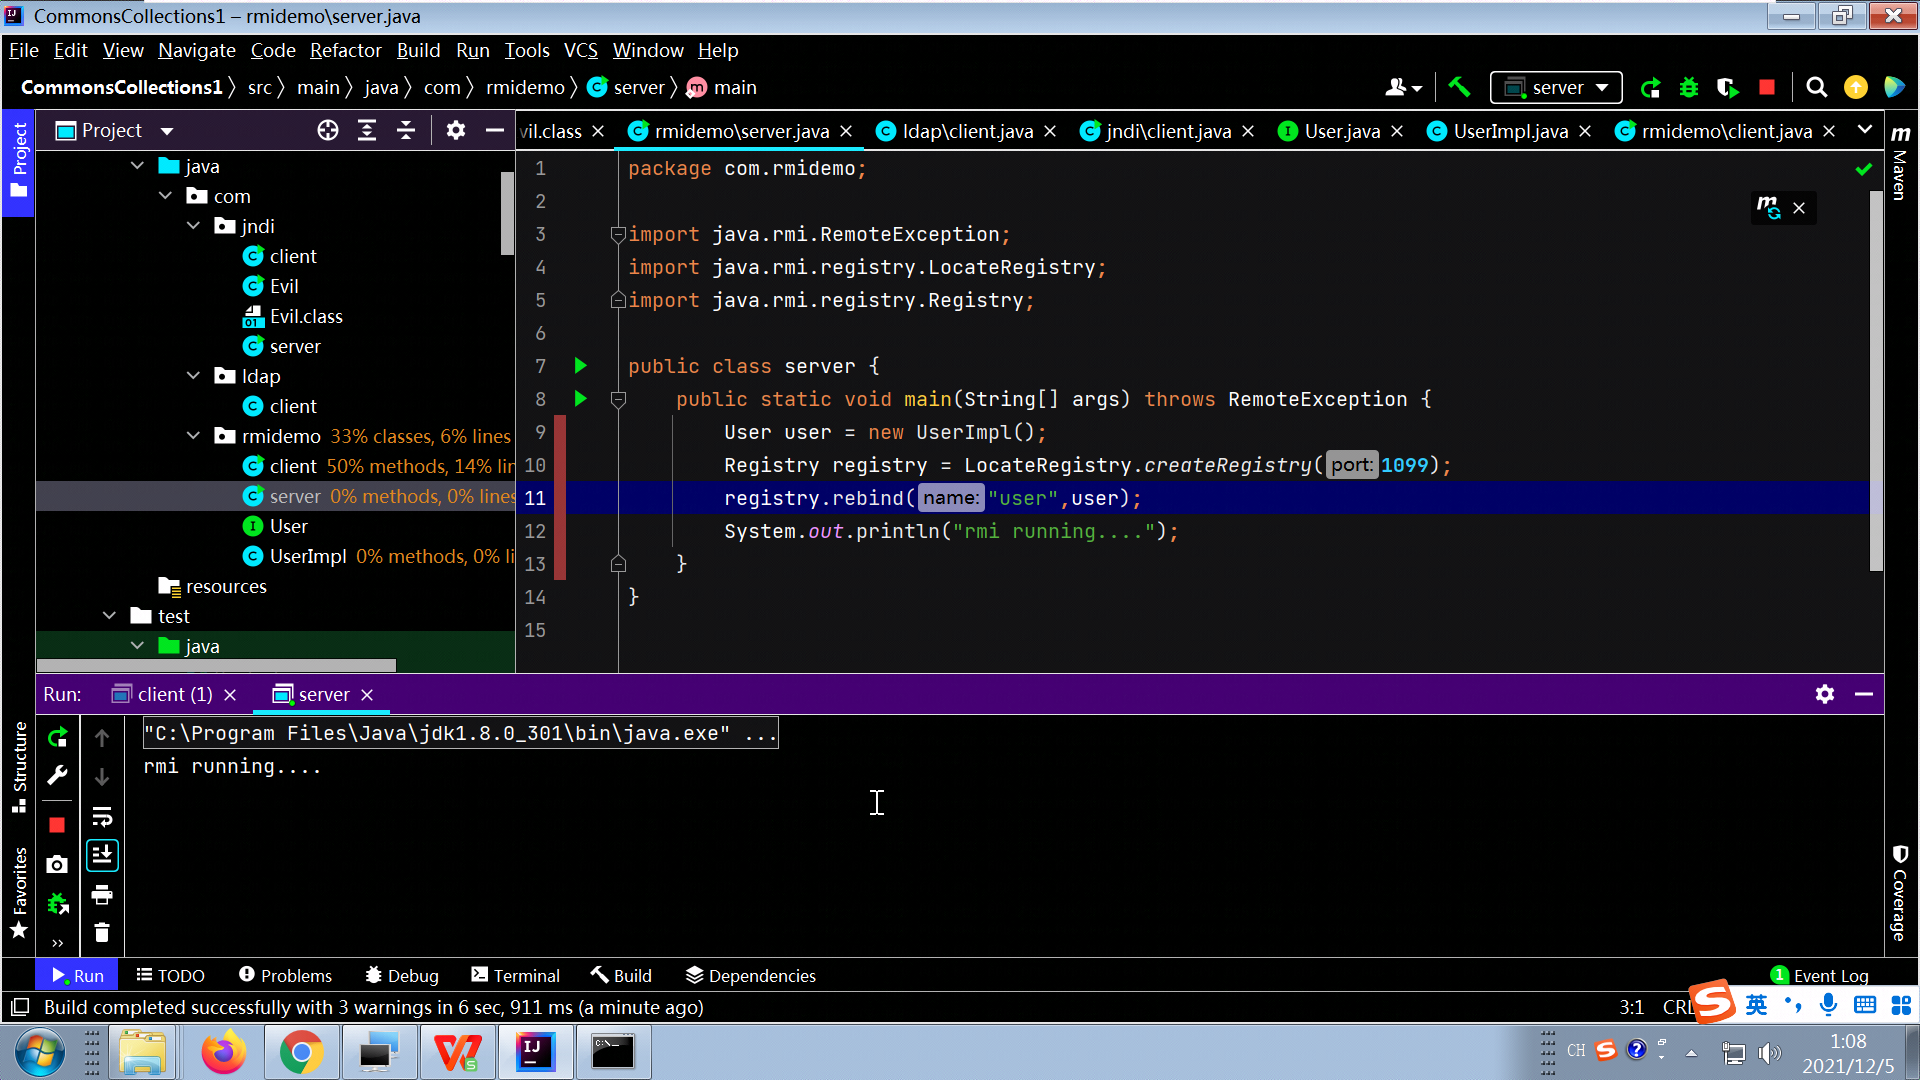 CommonsCollections1 – rmidemo\server.java
File Edit View Navigate Code Refactor Build Run Tools VCS Window Help
CommonsCollections1 〉 src 〉 main 〉 java 〉 com 〉 rmidemo 〉 server 〉 main
server
Project
vil.class
rmidemo\server.java
ldap\client.java
jndi\client.java
User.java
UserImpl.java
rmidemo\client.java
Project
Maven
java
com
jndi
client
Evil
Evil.class
server
ldap
client
rmidemo 33% classes, 6% lines
client 50% methods, 14% lin
server 0% methods, 0% lines
User
UserImpl 0% methods, 0% li
resources
test
java
1 package com.rmidemo;
2
3 import java.rmi.RemoteException;
4 import java.rmi.registry.LocateRegistry;
5 import java.rmi.registry.Registry;
6
7 public class server {
8 public static void main(String[] args) throws RemoteException {
9 User user = new UserImpl();
10 Registry registry = LocateRegistry.createRegistry( port: 1099);
11 registry.rebind( name: "user",user);
12 System.out.println("rmi running....");
13 }
14 }
15
Run: client (1) server
"C:\Program Files\Java\jdk1.8.0_301\bin\java.exe" ...
rmi running....
Structure
Favorites
Coverage
Run TODO Problems Debug Terminal Build Dependencies
1 Event Log
Build completed successfully with 3 warnings in 6 sec, 911 ms (a minute ago)
3:1 CRL
英
CH
1:08
2021/12/5